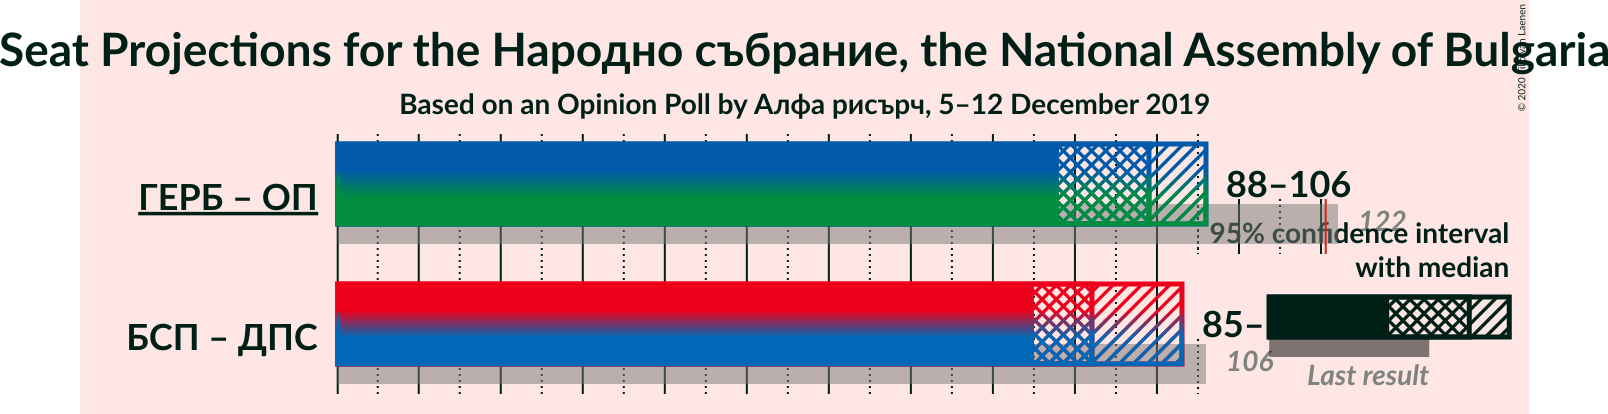 Seat Projections for the Народно събрание, the National Assembly of Bulgaria
Based on an Opinion Poll by Алфа рисърч, 5–12 December 2019
© 2020 Filip van Laenen
ГЕРБ – ОП
88–106
122
95% confidence interval
with median
БСП – ДПС
85–
106
Last result